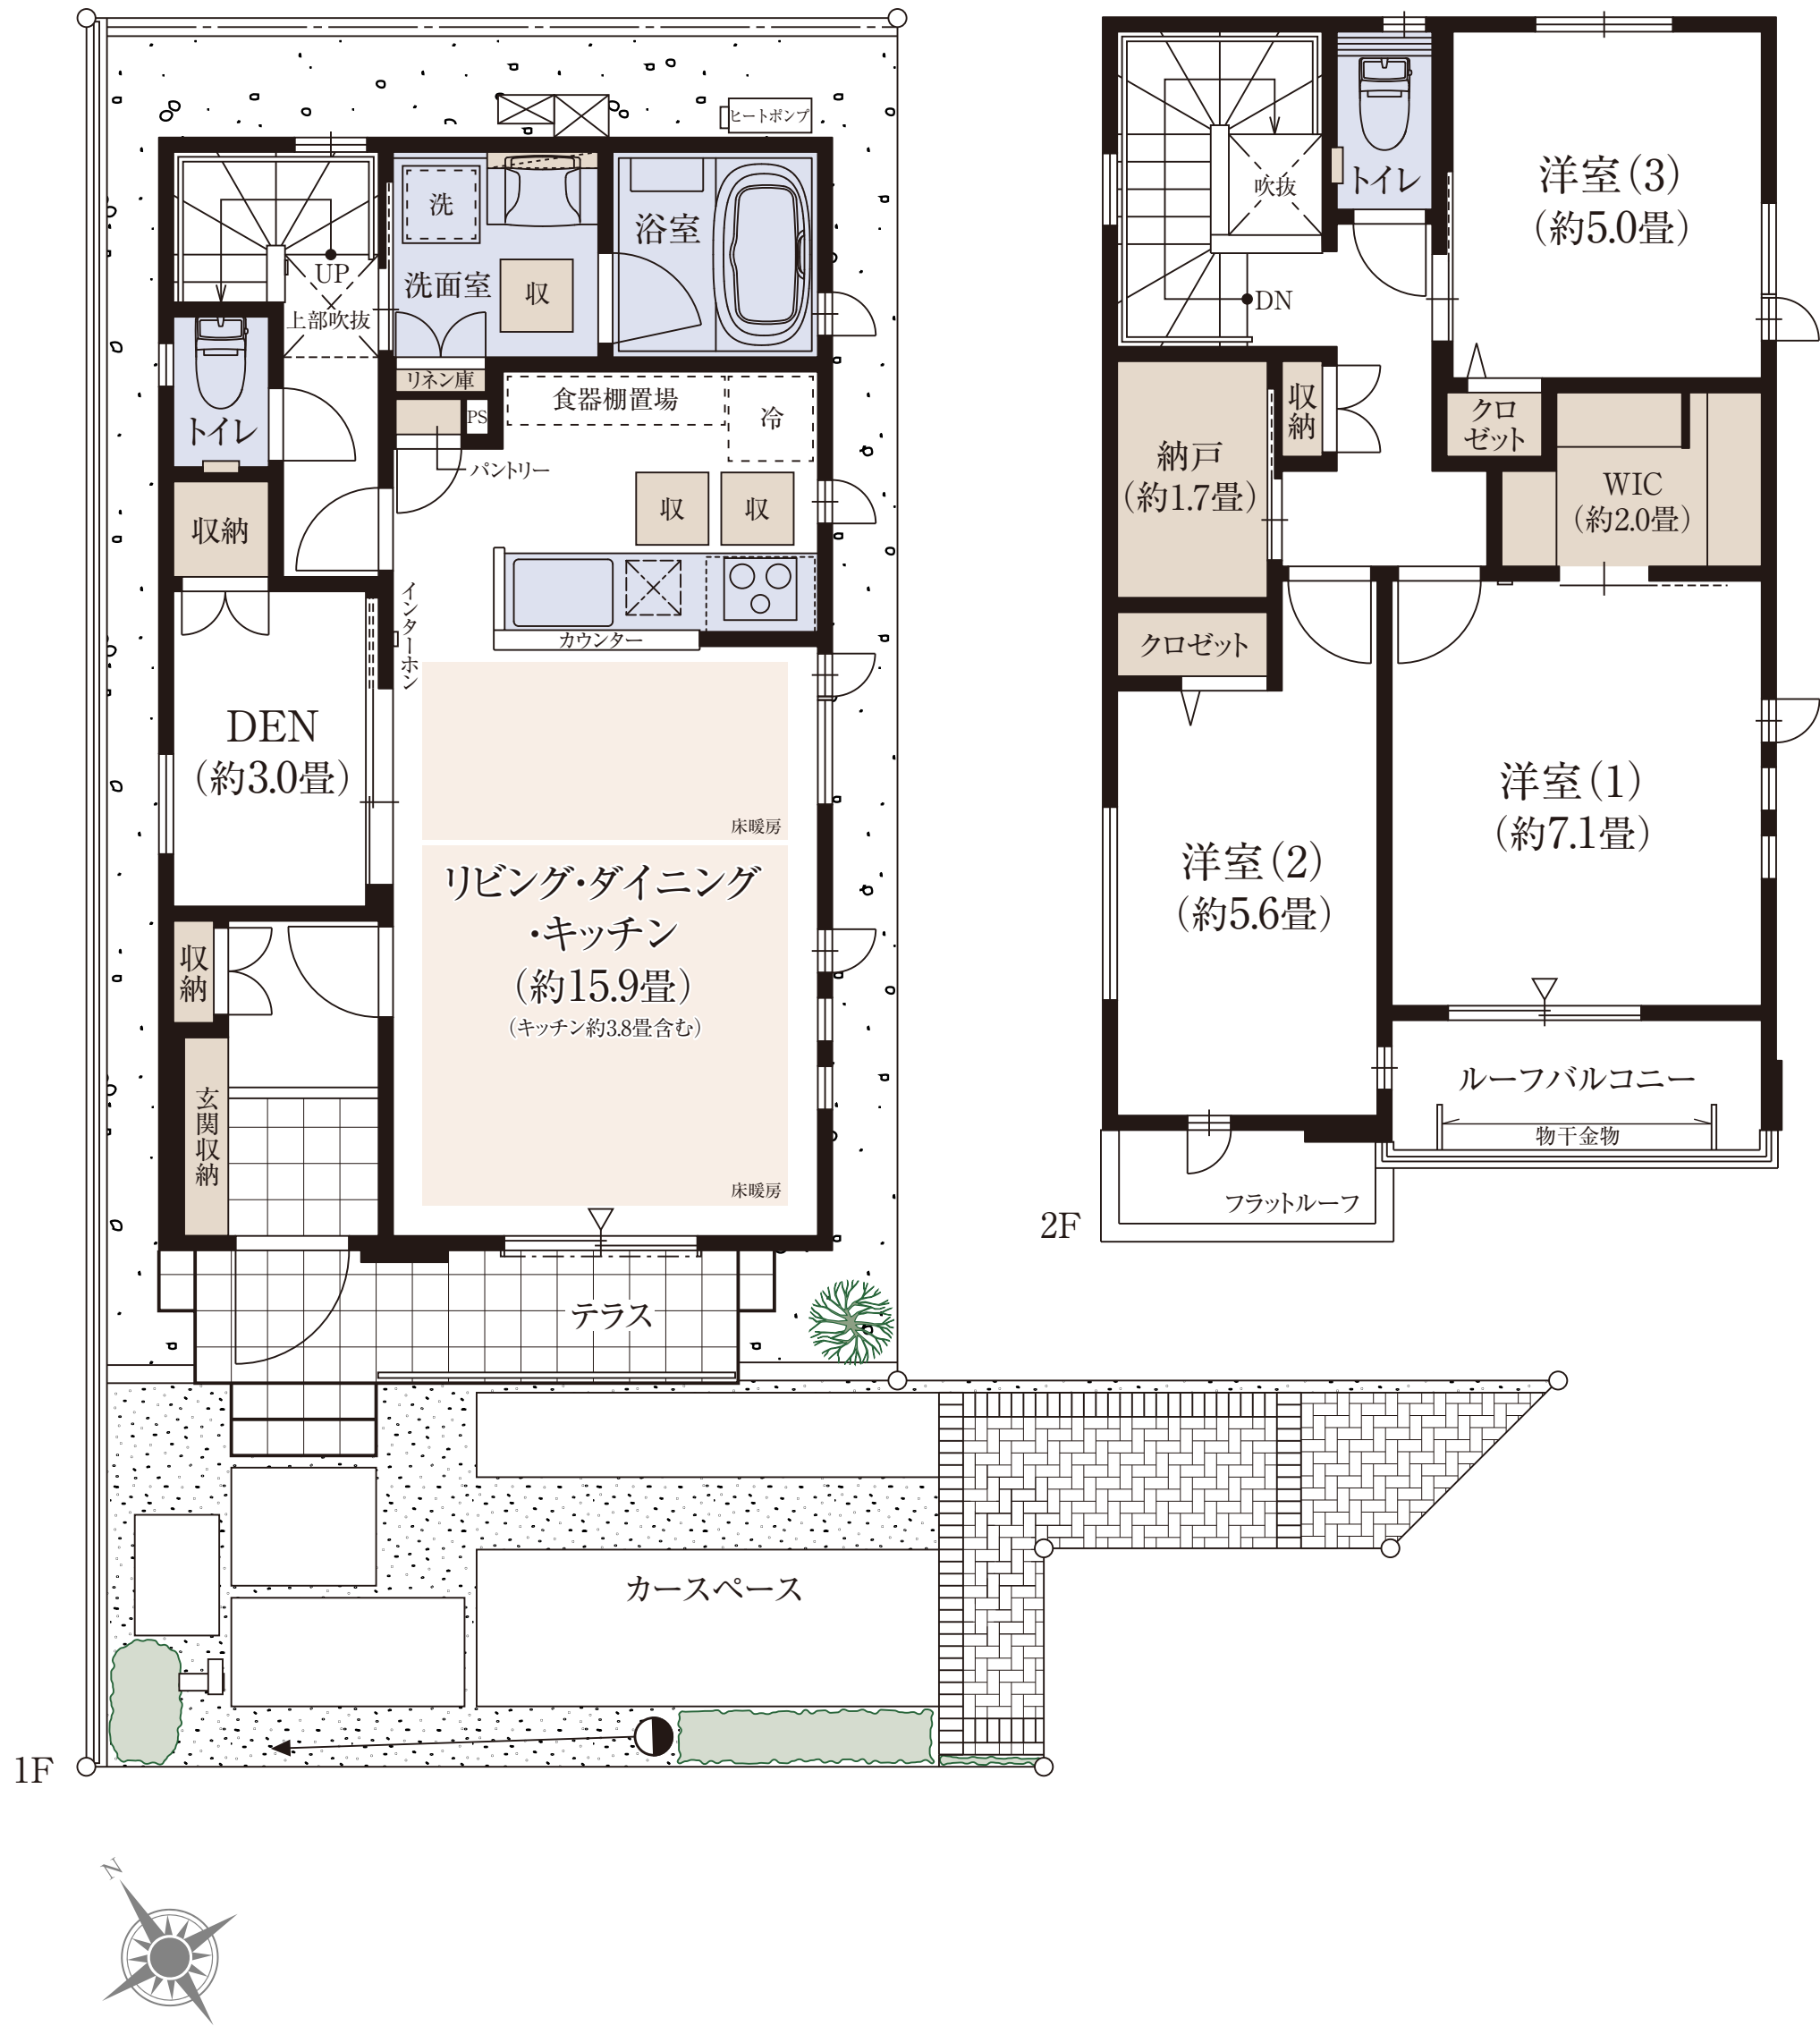 ヒートポンプ
洗
浴室
UP
洗面室
収
上部吹抜
リネン庫
食器棚置場
冷
PS
トイレ
パントリー
収納
収
収
インターホン
カウンター
DEN
(約3.0畳)
床暖房
リビング・ダイニング
・キッチン
(約15.9畳)
(キッチン約3.8畳含む)
収納
玄関収納
床暖房
テラス
カースペース
1F
N
吹抜
トイレ
洋室(3)
(約5.0畳)
DN
収納
クロ
ゼット
納戸
(約1.7畳)
WIC
(約2.0畳)
クロゼット
洋室(1)
(約7.1畳)
洋室(2)
(約5.6畳)
ルーフバルコニー
物干金物
フラットルーフ
2F